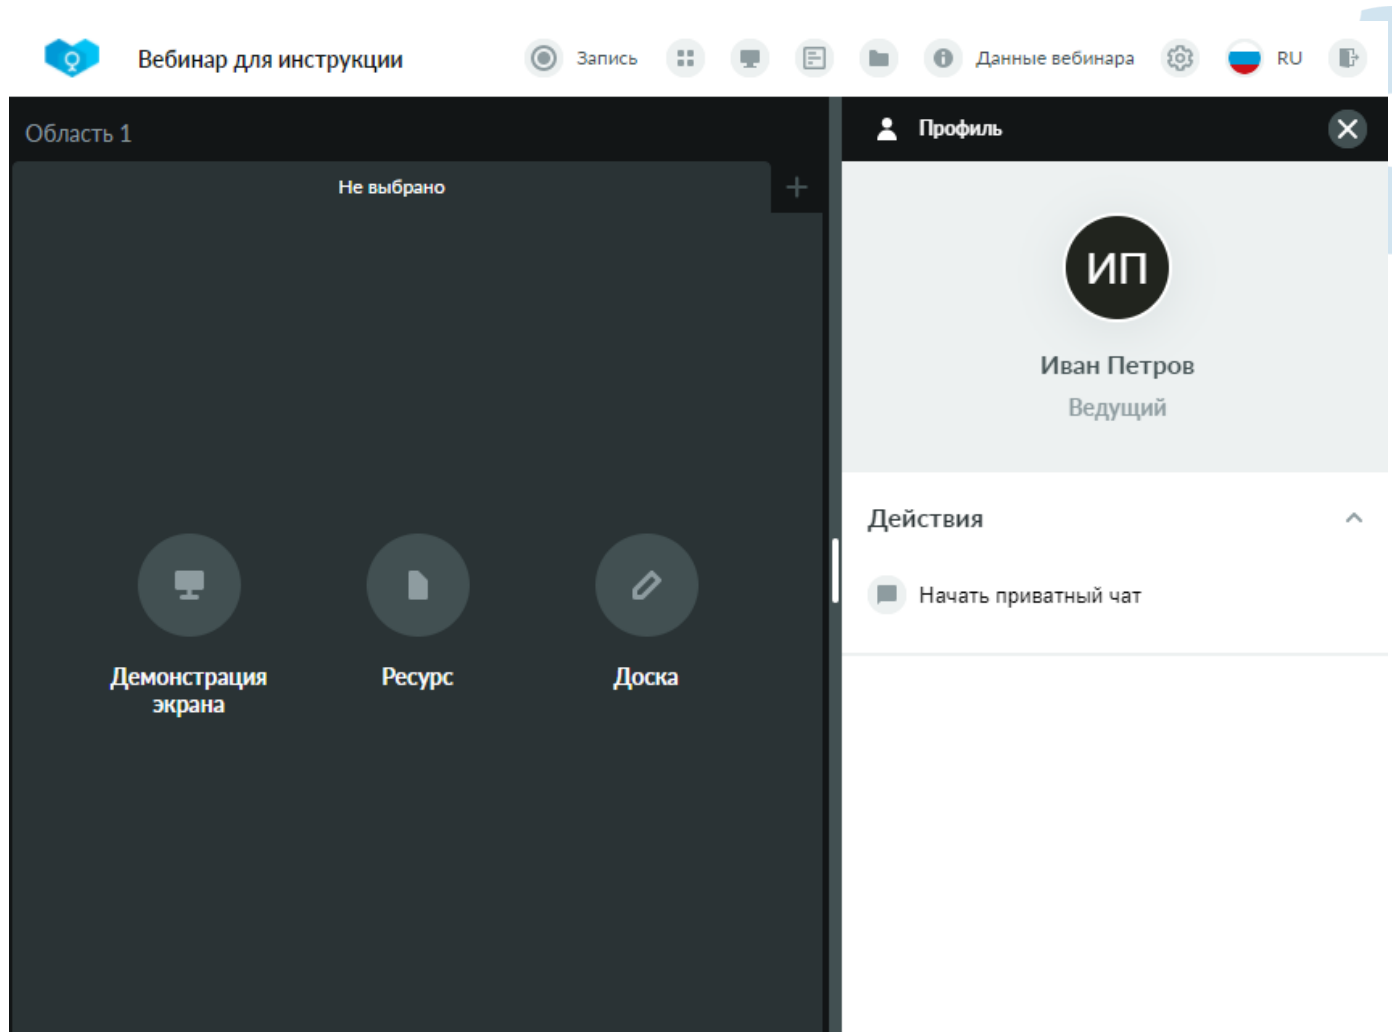 Вебинар для инструкции
Запись
Данные вебинара
RU
Область 1
Не выбрано
Демонстрация
экрана
Ресурс
Доска
Профиль
ИП
Иван Петров
Ведущий
Действия
Начать приватный чат